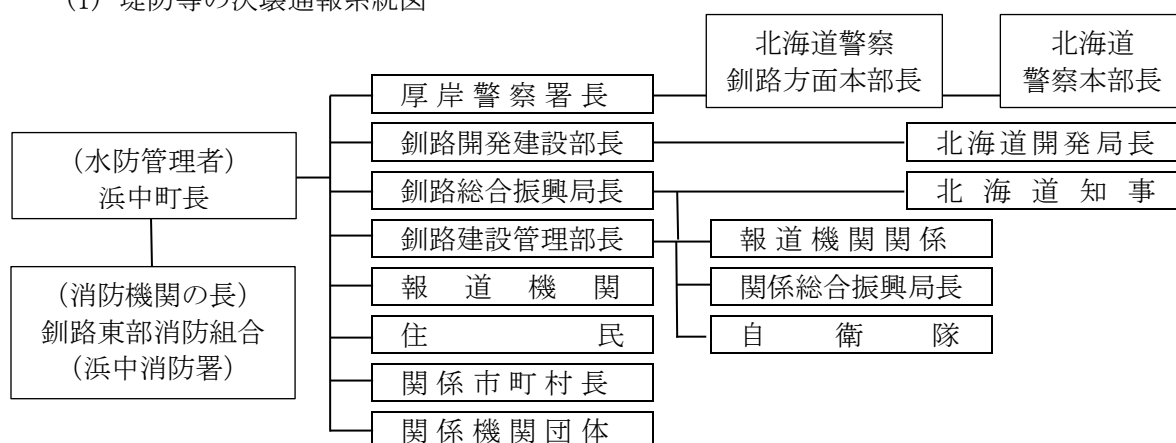 (1) 堤防等の決壊通報系統図
北海道警察
釧路方面本部長
北海道
警察本部長
厚岸警察署長
(水防管理者)
浜中町長
釧路開発建設部長
北海道開発局長
釧路総合振興局長
北海道知事
釧路建設管理部長
報道機関関係
(消防機関の長)
釧路東部消防組合
(浜中消防署)
報道機関
関係総合振興局長
住民
自衛隊
関係市町村長
関係機関団体